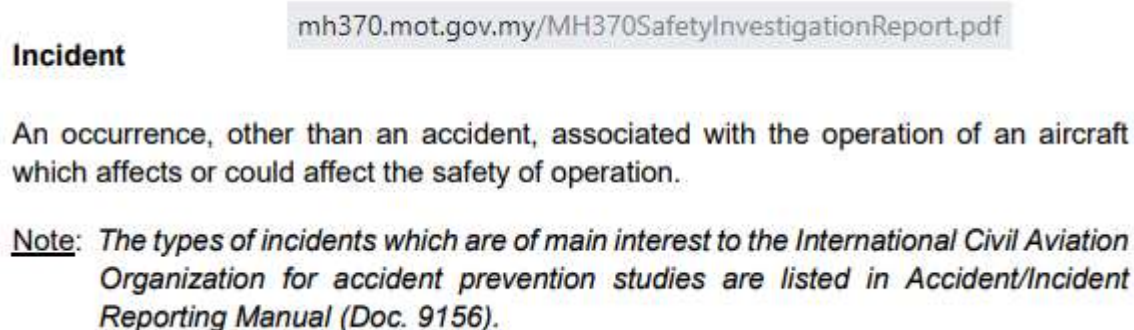 mh370.mot.gov.my/MH370SafetyInvestigationReport.pdf
Incident
An occurrence, other than an accident, associated with the operation of an aircraft
which affects or could affect the safety of operation.
Note: The types of incidents which are of main interest to the International Civil Aviation
Organization for accident prevention studies are listed in Accident/Incident
Reporting Manual (Doc. 9156).